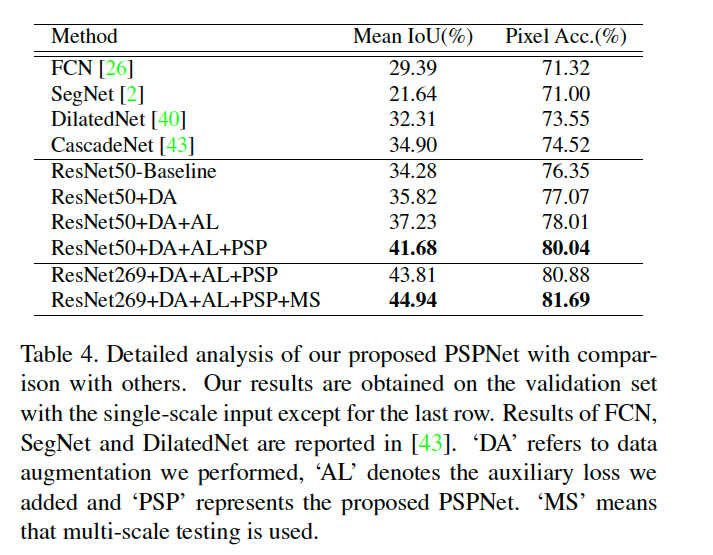 Method Mean IoU(%) Pixel Acc.(%)
FCN [26] 29.39 71.32
SegNet [2] 21.64 71.00
DilatedNet [40] 32.31 73.55
CascadeNet [43] 34.90 74.52
ResNet50-Baseline 34.28 76.35
ResNet50+DA 35.82 77.07
ResNet50+DA+AL 37.23 78.01
ResNet50+DA+AL+PSP 41.68 80.04
ResNet269+DA+AL+PSP 43.81 80.88
ResNet269+DA+AL+PSP+MS 44.94 81.69
Table 4. Detailed analysis of our proposed PSPNet with compar-
ison with others. Our results are obtained on the validation set
with the single-scale input except for the last row. Results of FCN,
SegNet and DilatedNet are reported in [43]. ‘DA’ refers to data
augmentation we performed, ‘AL’ denotes the auxiliary loss we
added and ‘PSP’ represents the proposed PSPNet. ‘MS’ means
that multi-scale testing is used.